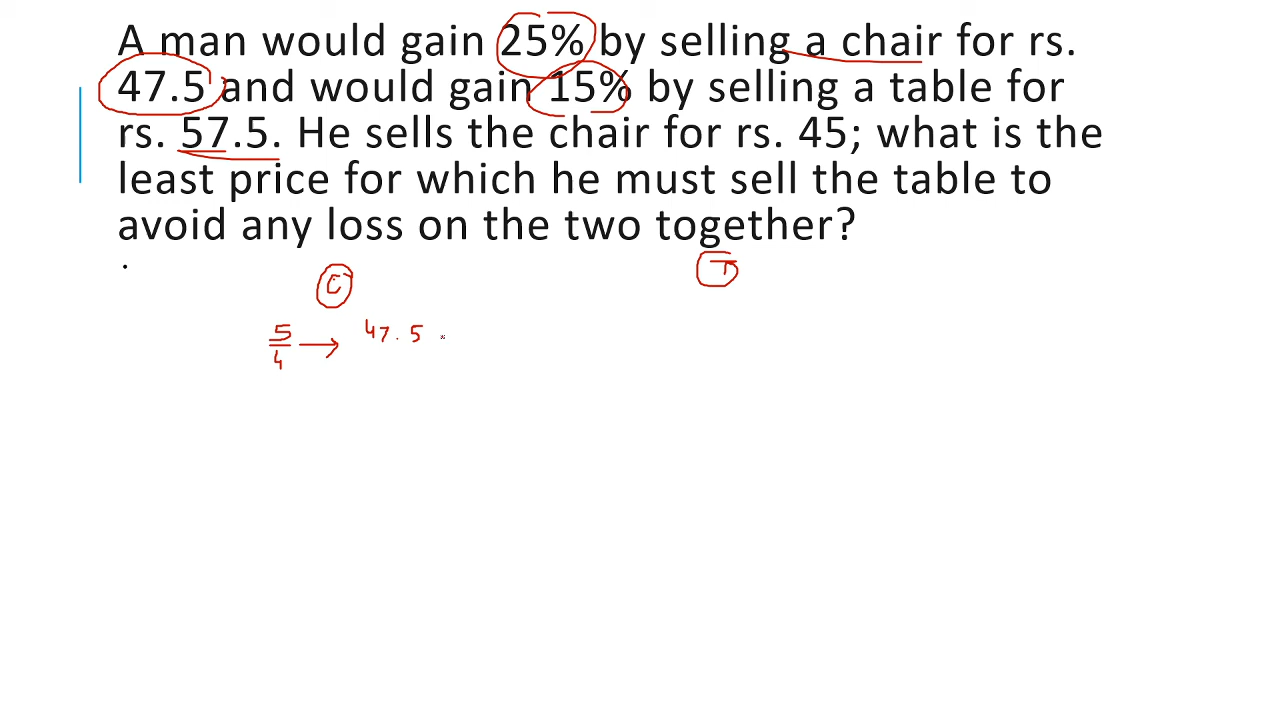 A man would gain 25% by selling a chair for rs.
47.5 and would gain 15% by selling a table for
rs. 57.5. He sells the chair for rs. 45; what is the
least price for which he must sell the table to
avoid any loss on the two together?
.
C T
5/4 → 47.5